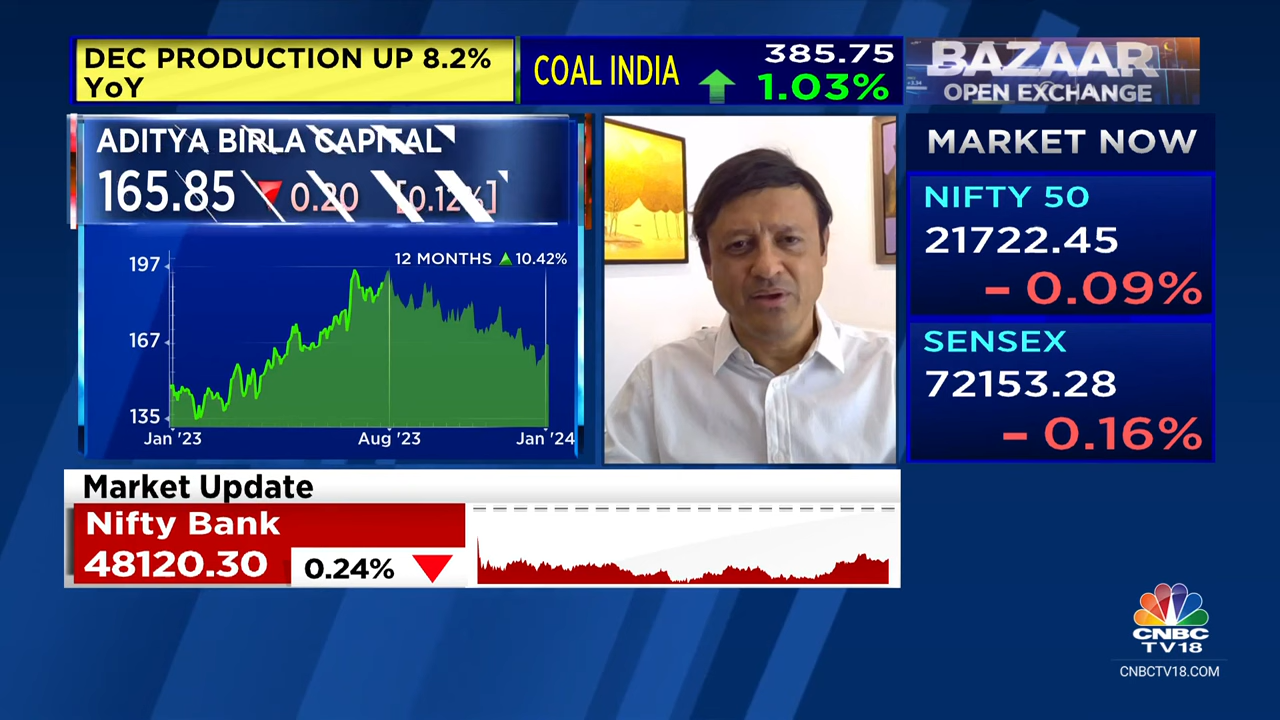 DEC PRODUCTION UP 8.2%
YoY
COAL INDIA
385.75
1.03%
BAZAAR
OPEN EXCHANGE
ADITYA BIRLA CAPITAL
165.85 0.20 [0.12%]
12 MONTHS 10.42%
197
167
135
Jan '23 Aug '23 Jan '24
MARKET NOW
NIFTY 50
21722.45
– 0.09%
SENSEX
72153.28
– 0.16%
Market Update
Nifty Bank
48120.30
0.24%
CNBC
TV18
CNBCTV18.COM